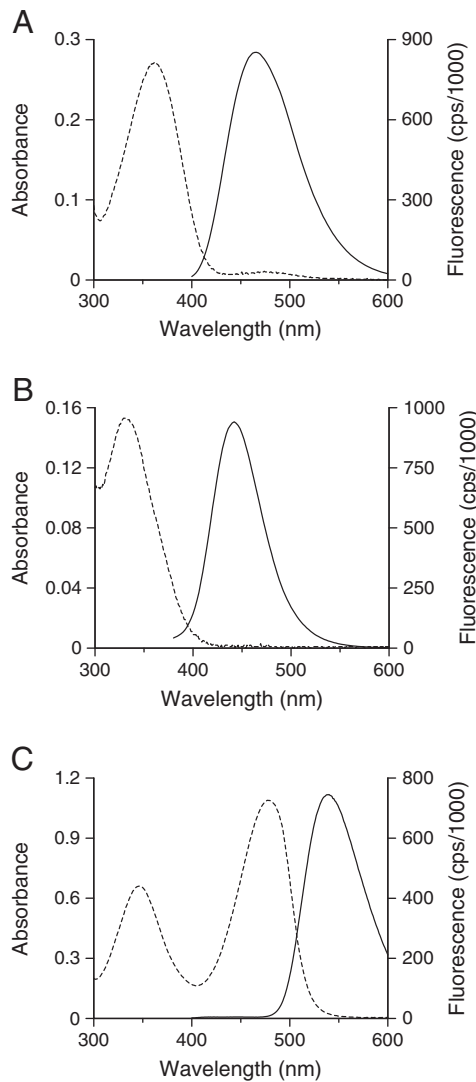 A
0.3
0.2
0.1
0
Absorbance
900
600
300
0
Fluorescence (cps/1000)
300 400 500 600
Wavelength (nm)
B
0.16
0.12
0.08
0.04
0
Absorbance
1000
750
500
250
0
Fluorescence (cps/1000)
300 400 500 600
Wavelength (nm)
C
1.2
0.9
0.6
0.3
0
Absorbance
800
600
400
200
0
Fluorescence (cps/1000)
300 400 500 600
Wavelength (nm)